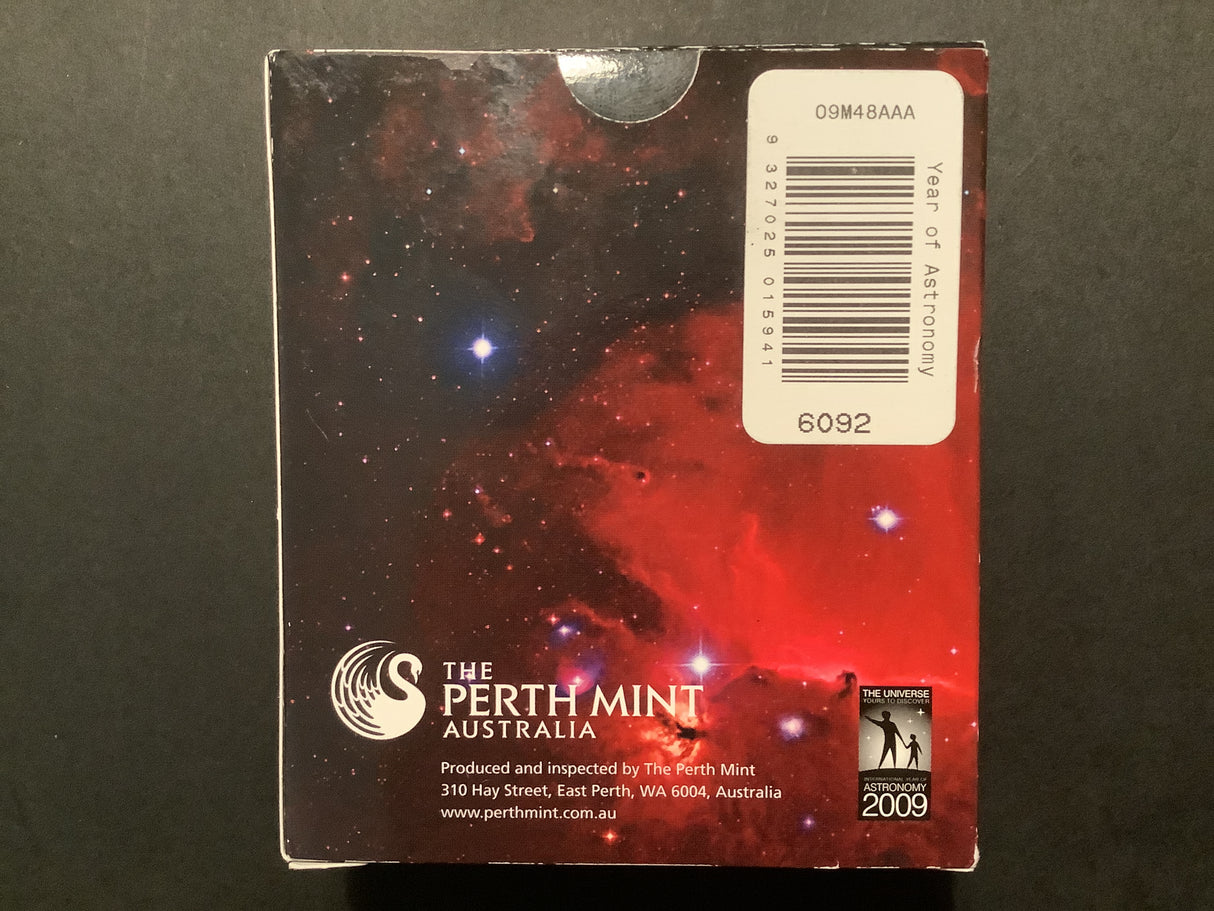 09M48AAA
9 327025 015941
Year of Astronomy
6092
THE
PERTH MINT
AUSTRALIA
Produced and inspected by The Perth Mint
310 Hay Street, East Perth, WA 6004, Australia
www.perthmint.com.au
THE UNIVERSE
YOURS TO DISCOVER
INTERNATIONAL YEAR OF
ASTRONOMY
2009